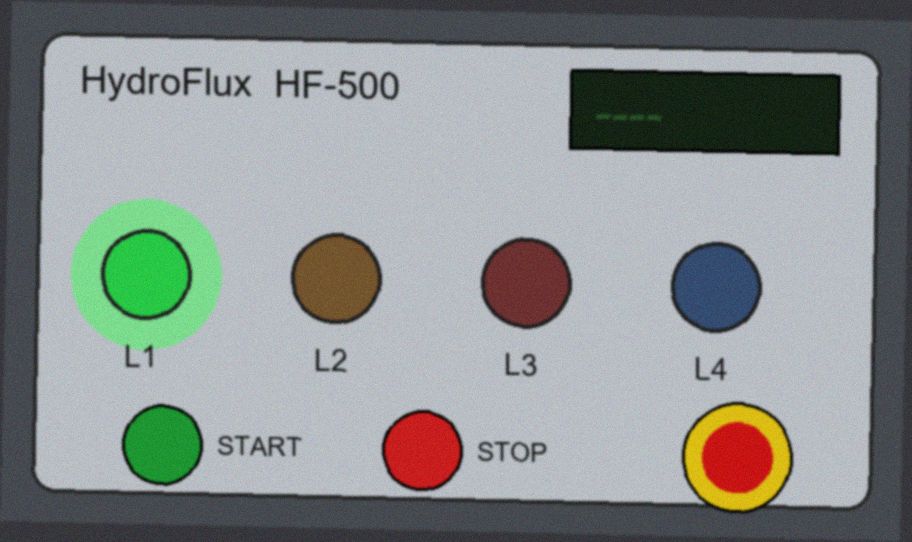 HydroFlux HF-500
----
L1
L2
L3
L4
START
STOP